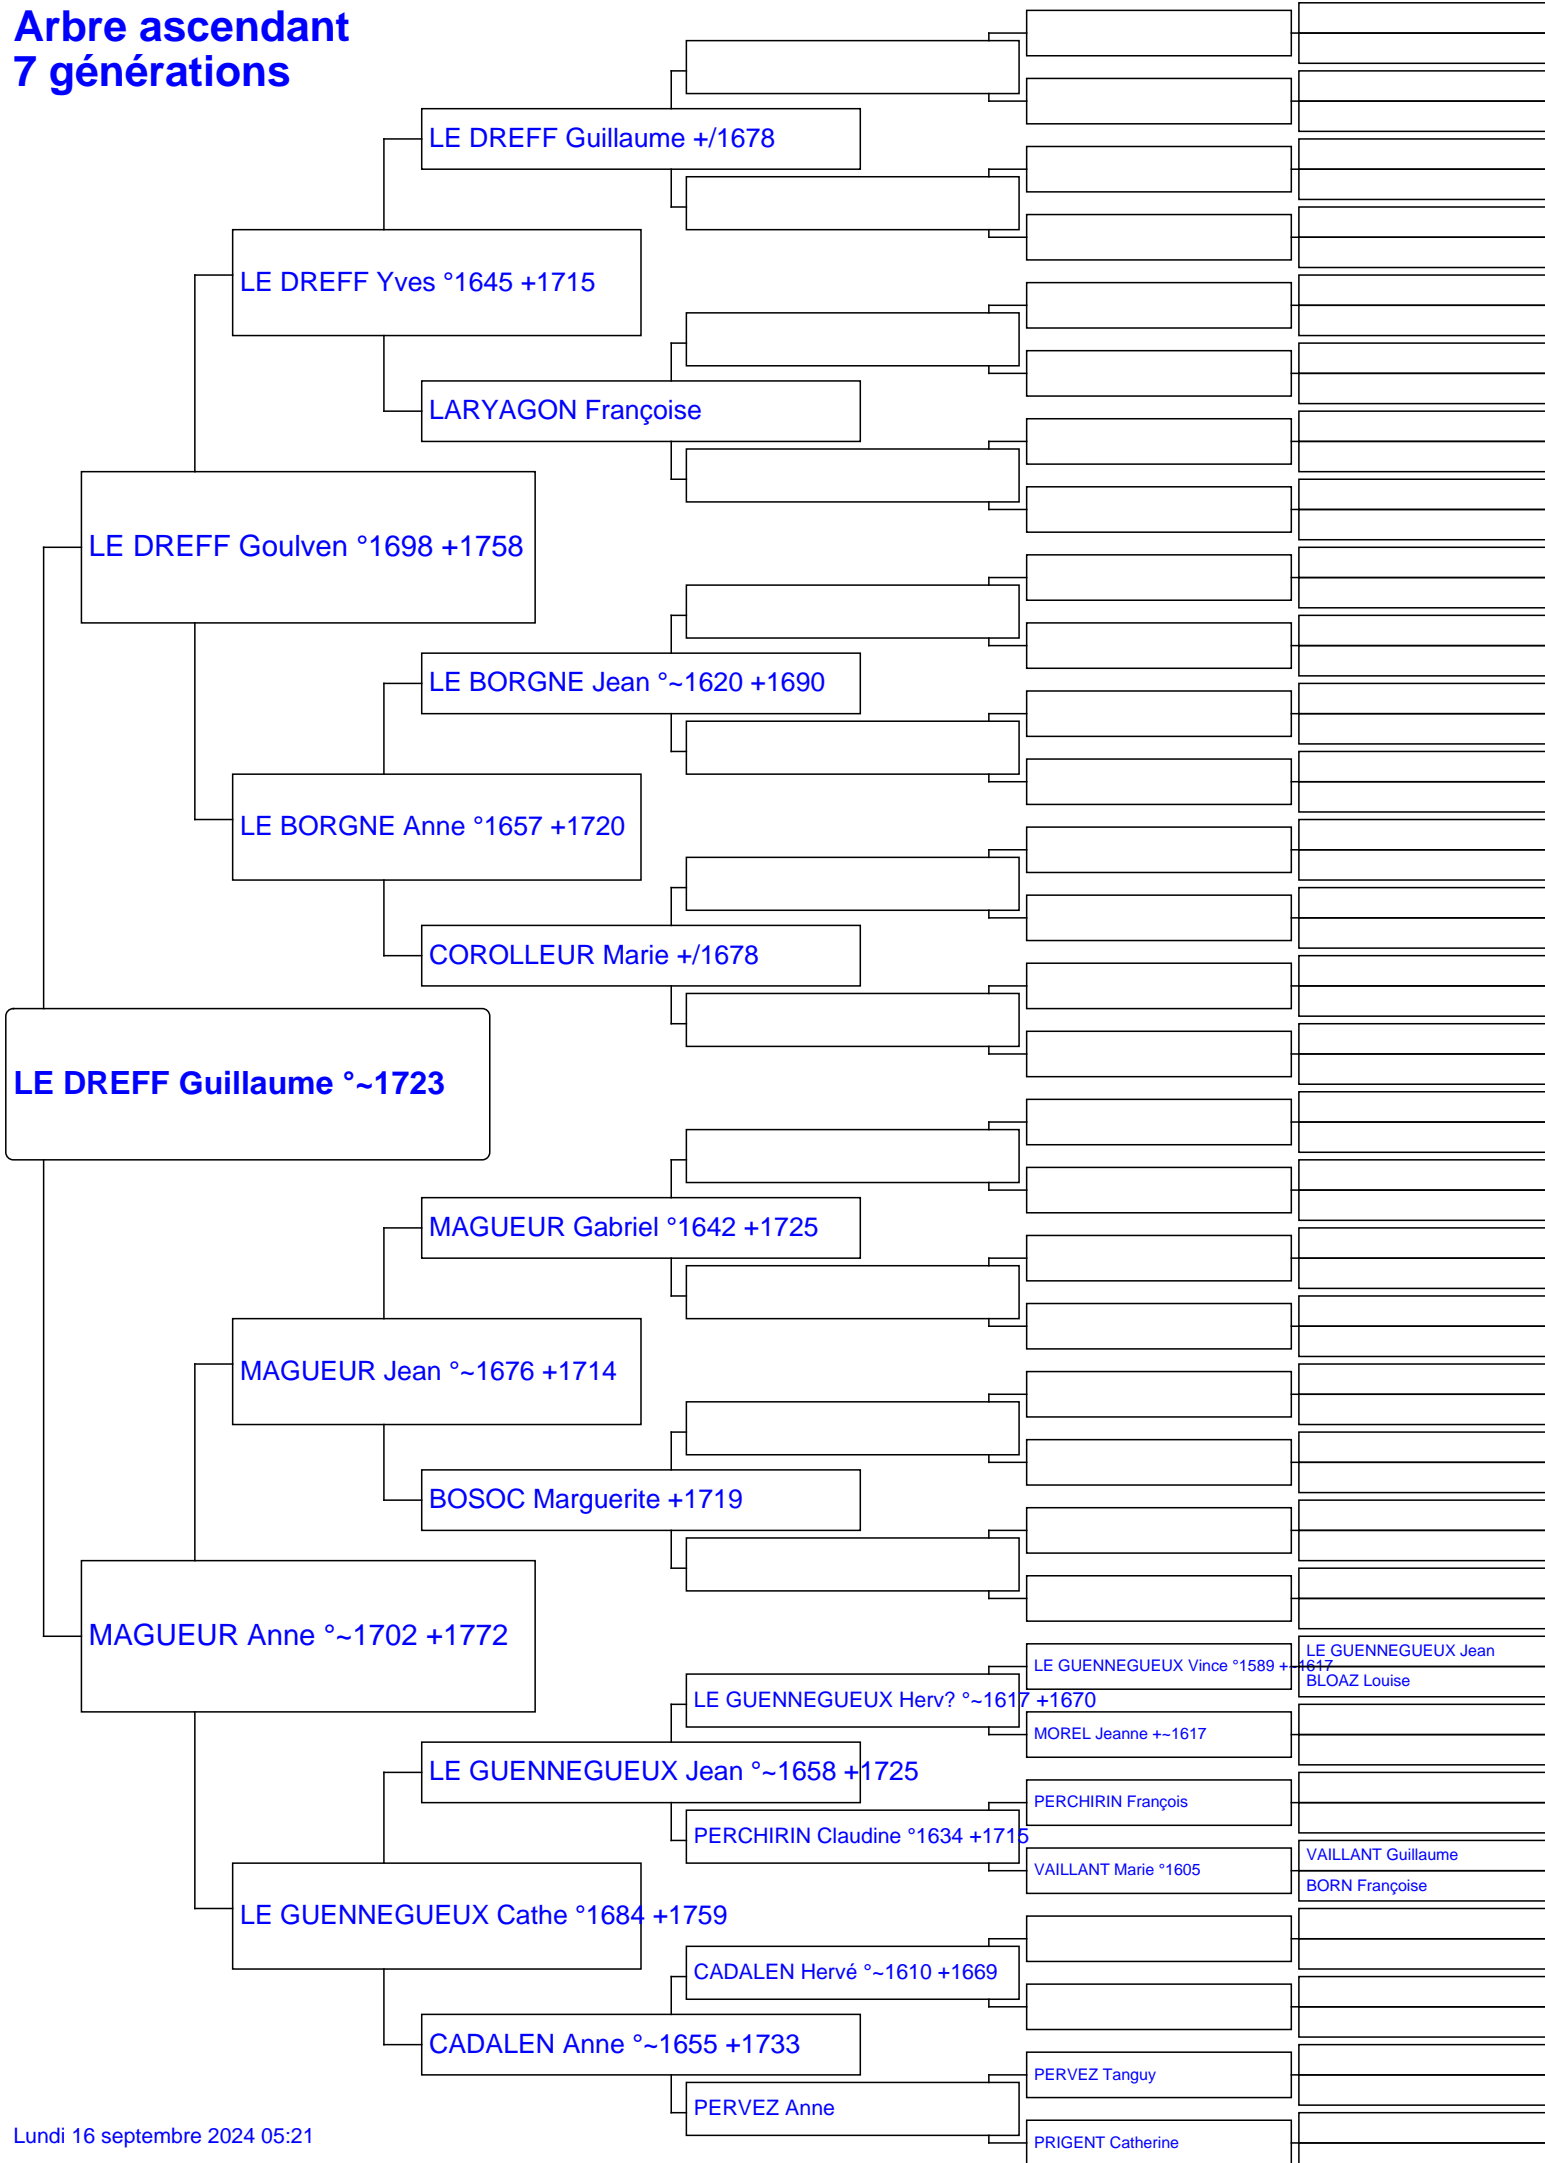 Arbre ascendant
7 générations
LE DREFF Guillaume +/1678
LE DREFF Yves °1645 +1715
LARYAGON Françoise
LE DREFF Goulven °1698 +1758
LE BORGNE Jean °~1620 +1690
LE BORGNE Anne °1657 +1720
COROLLEUR Marie +/1678
LE DREFF Guillaume °~1723
MAGUEUR Gabriel °1642 +1725
MAGUEUR Jean °~1676 +1714
BOSOC Marguerite +1719
MAGUEUR Anne °~1702 +1772
LE GUENNEGUEUX Jean
LE GUENNEGUEUX Vince °1589 +~1617
BLOAZ Louise
LE GUENNEGUEUX Herv? °~1617 +1670
MOREL Jeanne +~1617
LE GUENNEGUEUX Jean °~1658 +1725
PERCHIRIN François
PERCHIRIN Claudine °1634 +1715
VAILLANT Guillaume
VAILLANT Marie °1605
BORN Françoise
LE GUENNEGUEUX Cathe °1684 +1759
CADALEN Hervé °~1610 +1669
CADALEN Anne °~1655 +1733
PERVEZ Tanguy
PERVEZ Anne
PRIGENT Catherine
Lundi 16 septembre 2024 05:21